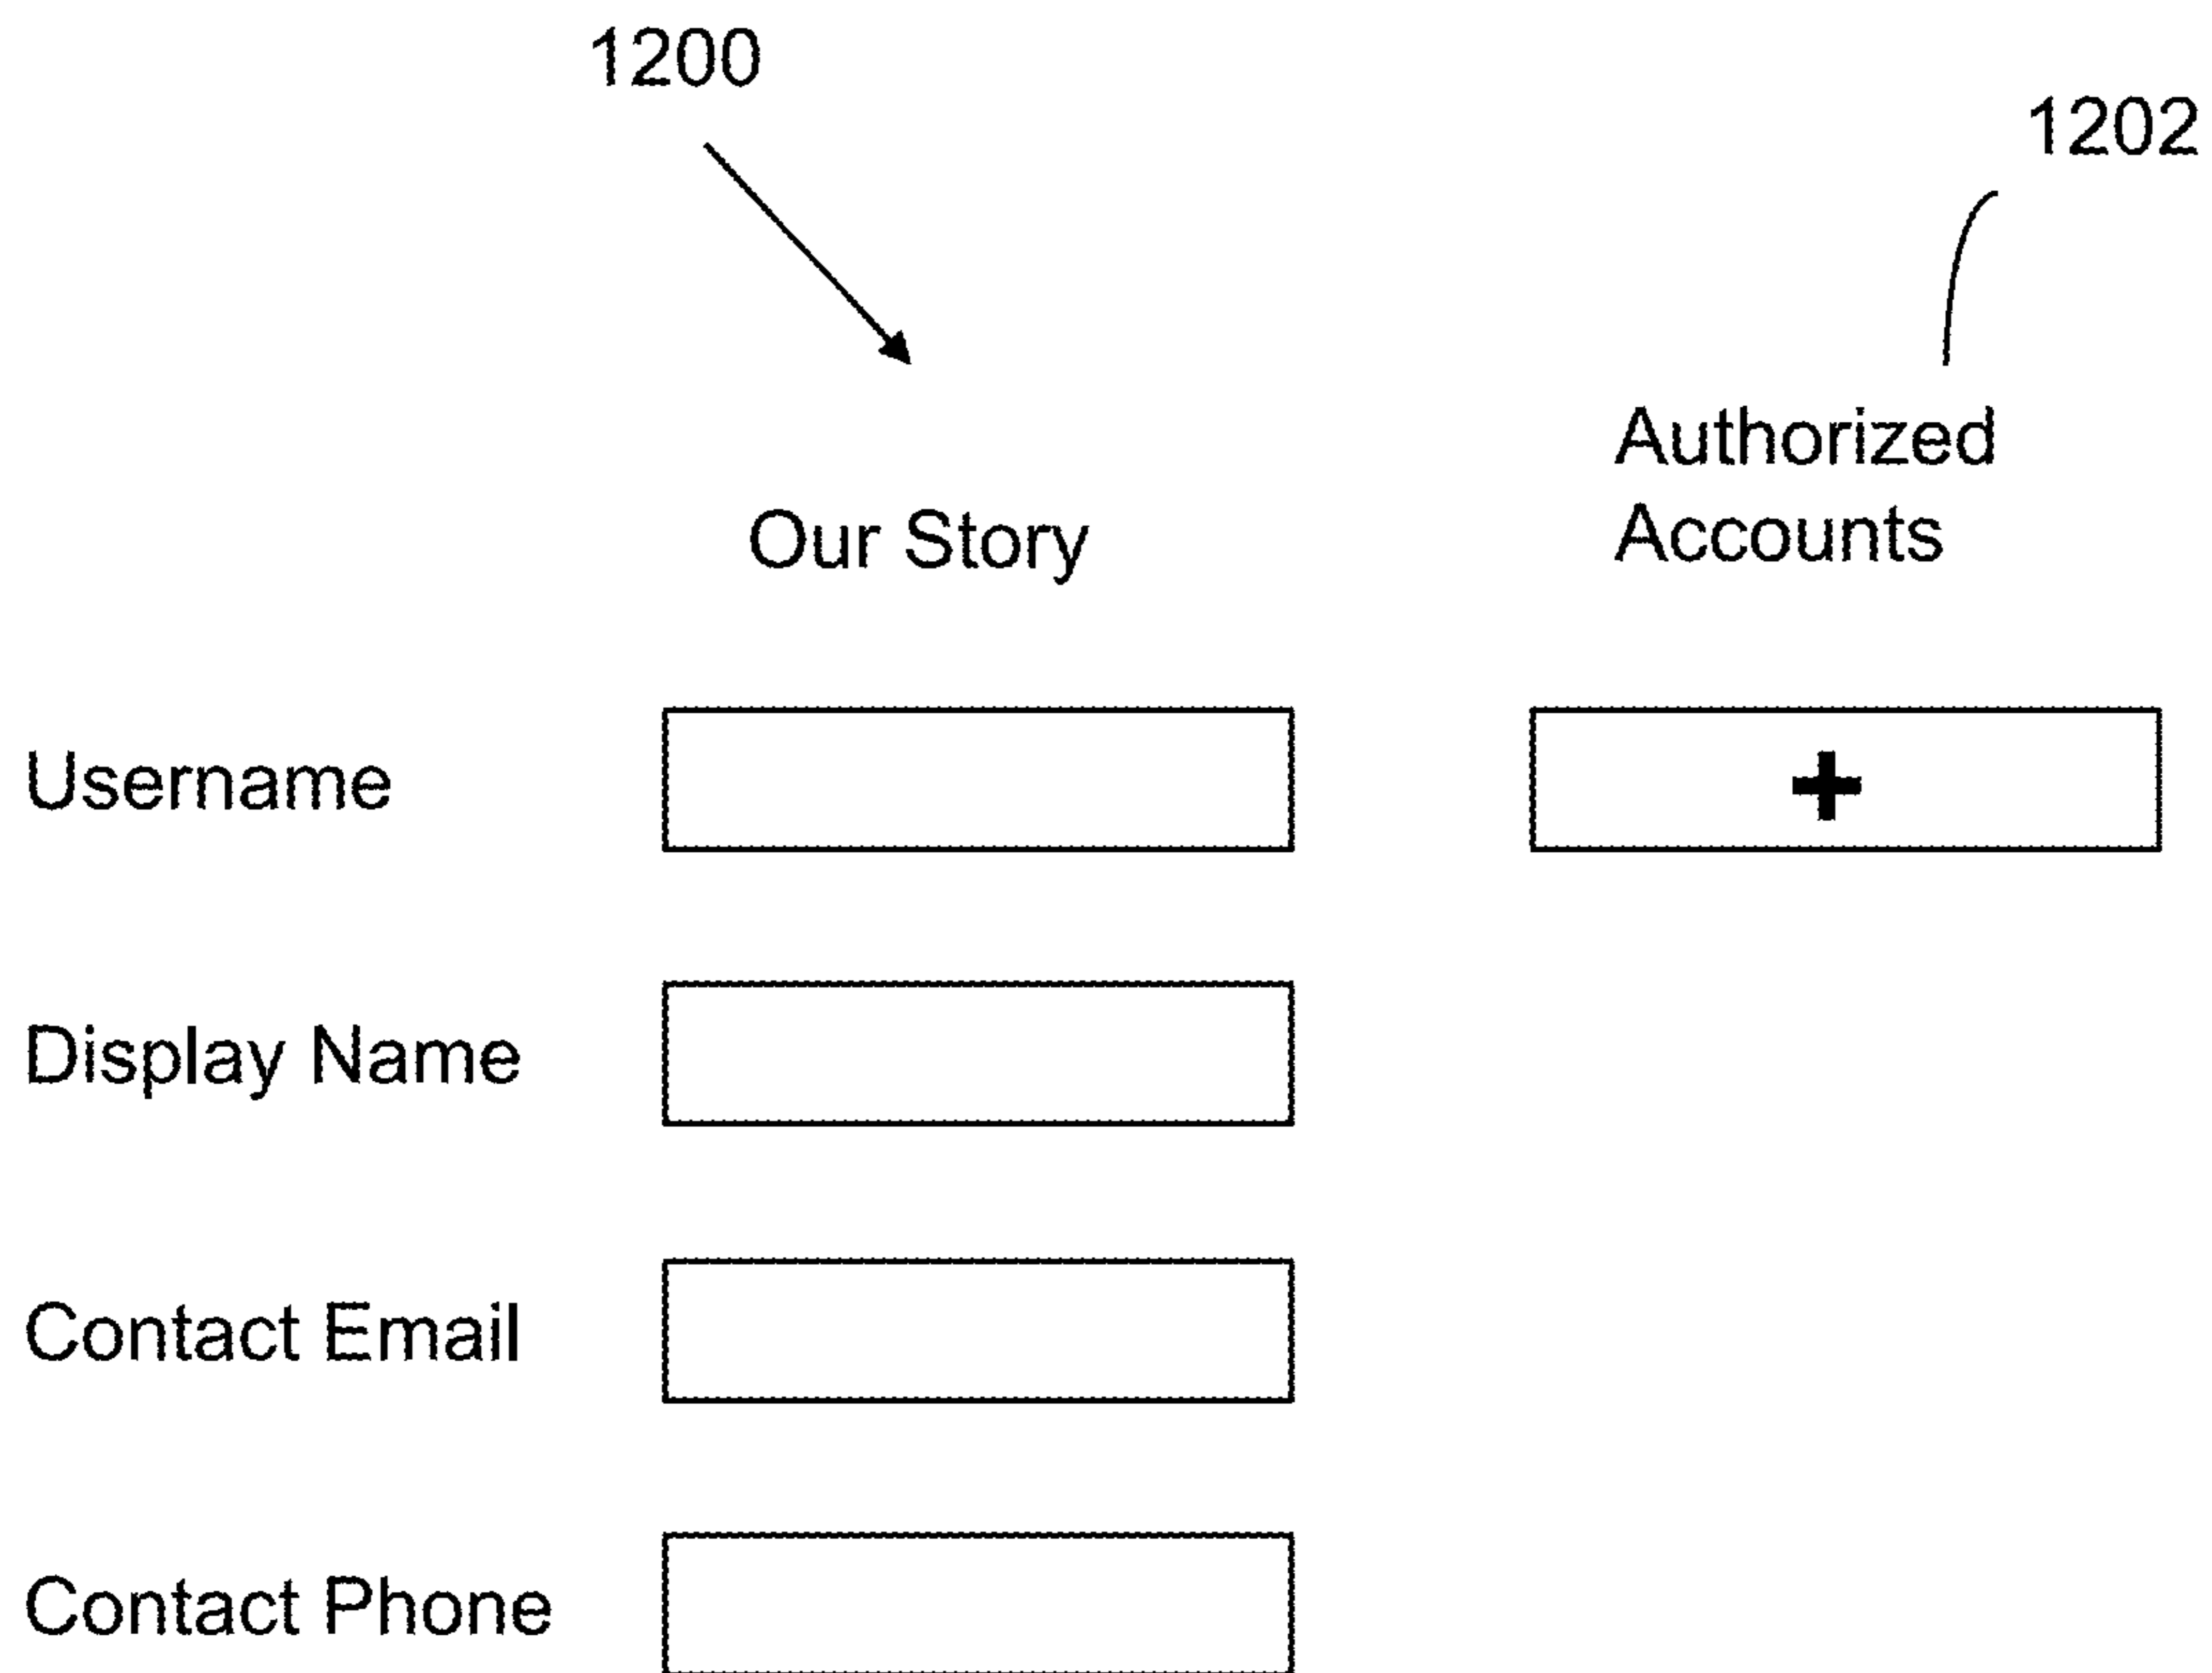 1200
1202
Authorized
Accounts
Our Story
Username
+
Display Name
Contact Email
Contact Phone